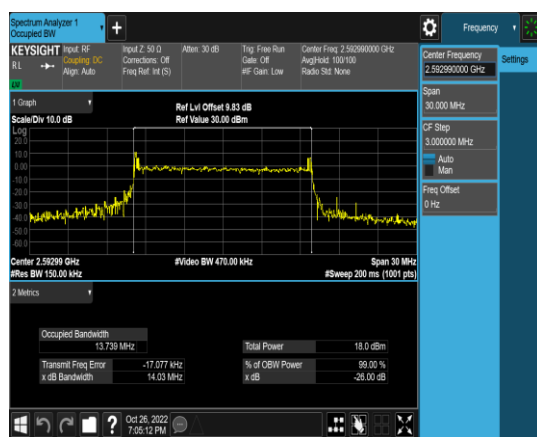 Spectrum Analyzer 1
Occupied BW
Frequency
KEYSIGHT
RL
Input: RF
Coupling: DC
Align: Auto
Input Z: 50 Ω
Corrections: Off
Freq Ref: Int (S)
Atten: 30 dB
Trig: Free Run
Gate: Off
#IF Gain: Low
Center Freq: 2.592990000 GHz
Avg|Hold: 100/100
Radio Std: None
Center Frequency
2.592990000 GHz
Settings
Span
30.000 MHz
CF Step
3.000000 MHz
Auto
Man
Freq Offset
0 Hz
1 Graph
Scale/Div 10.0 dB
Ref Lvl Offset 9.83 dB
Ref Value 30.00 dBm
Log
20.0
10.0
0.00
-10.0
-20.0
-30.0
-40.0
-50.0
-60.0
Center 2.59299 GHz
#Video BW 470.00 kHz
Span 30 MHz
#Res BW 150.00 kHz
#Sweep 200 ms (1001 pts)
2 Metrics
Occupied Bandwidth
13.739 MHz
Total Power 18.0 dBm
Transmit Freq Error -17.077 kHz
% of OBW Power 99.00 %
x dB Bandwidth 14.03 MHz
x dB -26.00 dB
Oct 26, 2022
7:05:12 PM